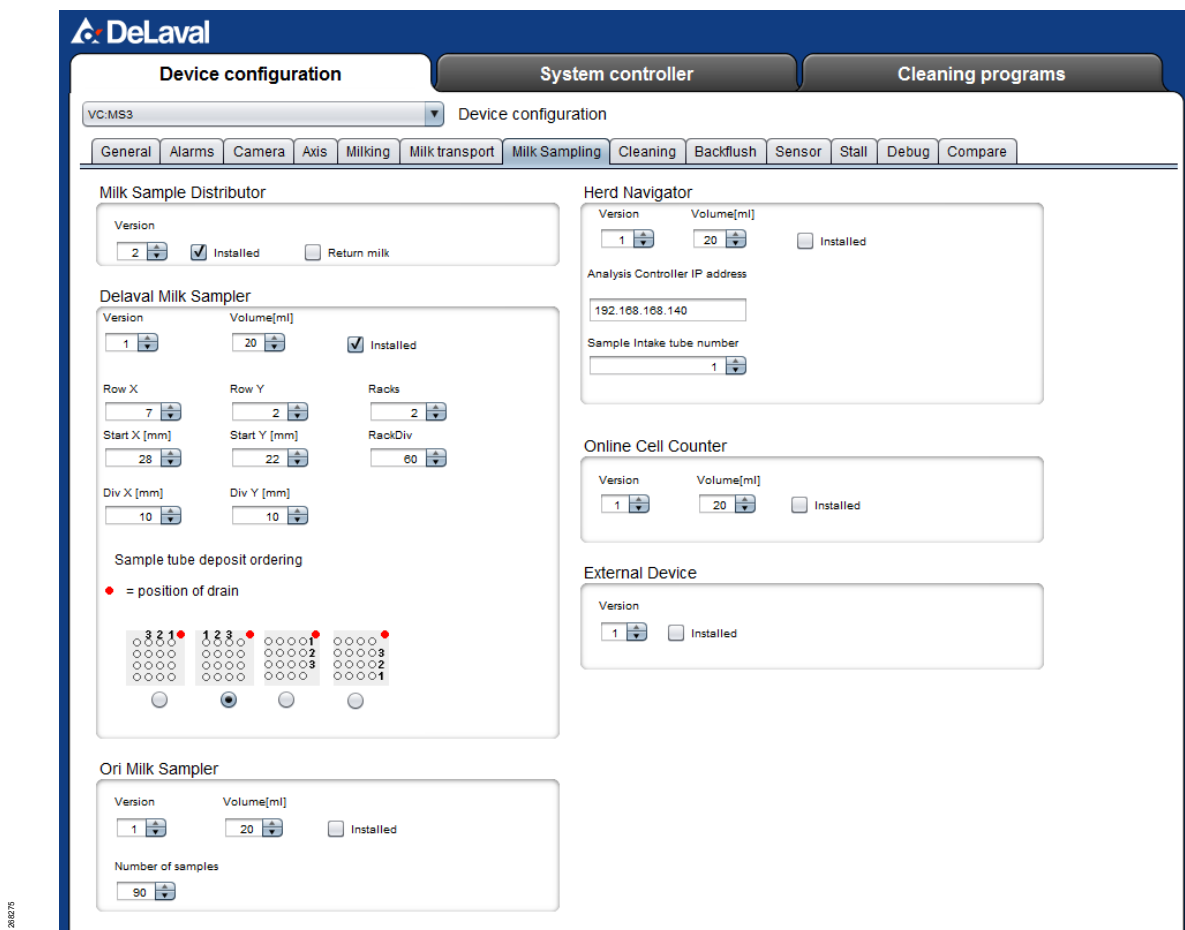 DeLaval
Device configuration
System controller
Cleaning programs
VC:MS3
Device configuration
General
Alarms
Camera
Axis
Milking
Milk transport
Milk Sampling
Cleaning
Backflush
Sensor
Stall
Debug
Compare
Milk Sample Distributor
Version
2
Installed
Return milk
Delaval Milk Sampler
Version
Volume[ml]
1
20
Installed
Row X
Row Y
Racks
7
2
2
Start X [mm]
Start Y [mm]
RackDiv
28
22
60
Div X [mm]
Div Y [mm]
10
10
Sample tube deposit ordering
= position of drain
3 2 1
1 2 3
1
2
3
3
2
1
Ori Milk Sampler
Version
Volume[ml]
1
20
Installed
Number of samples
90
Herd Navigator
Version
Volume[ml]
1
20
Installed
Analysis Controller IP address
192.168.168.140
Sample Intake tube number
1
Online Cell Counter
Version
Volume[ml]
1
20
Installed
External Device
Version
1
Installed
268275